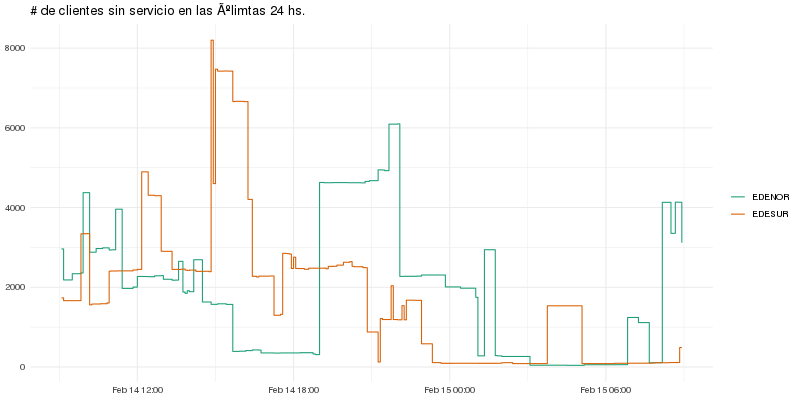 # de clientes sin servicio en las Ãºlimtas 24 hs.
8000
6000
4000
2000
0
Feb 14 12:00
Feb 14 18:00
Feb 15 00:00
Feb 15 06:00
EDENOR
EDESUR